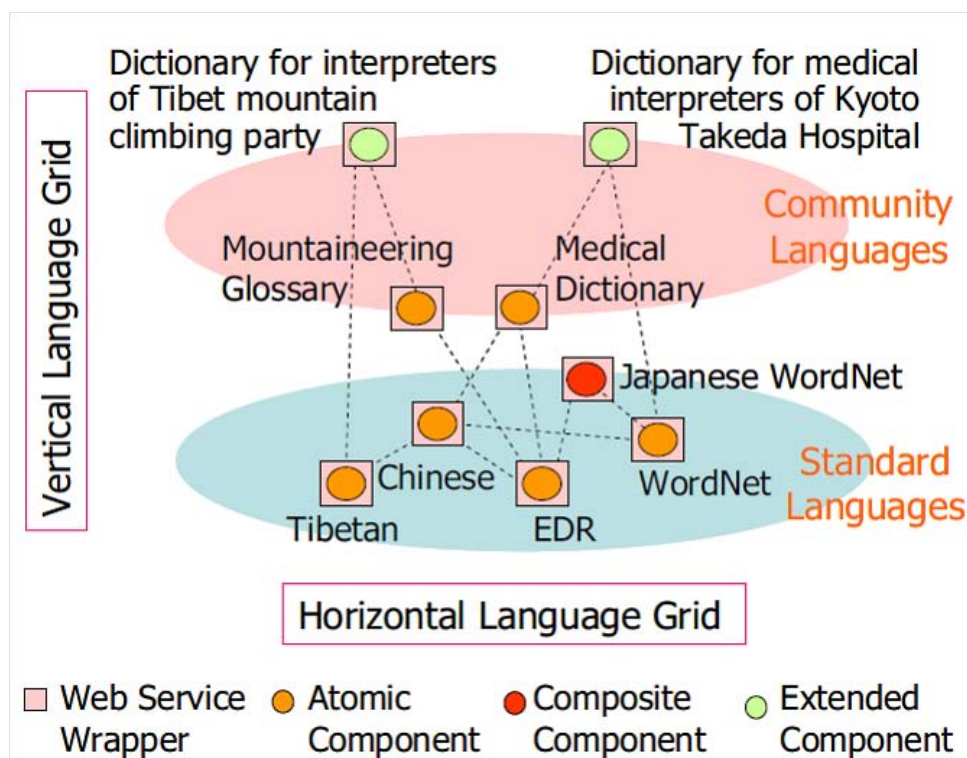 Dictionary for interpreters
of Tibet mountain
climbing party
Dictionary for medical
interpreters of Kyoto
Takeda Hospital
Vertical Language Grid
Community
Languages
Mountaineering
Glossary
Medical
Dictionary
Japanese WordNet
Chinese
WordNet
Standard
Languages
Tibetan
EDR
Horizontal Language Grid
Web Service
Wrapper
Atomic
Component
Composite
Component
Extended
Component